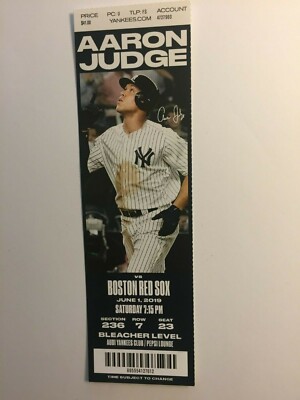 PRICE PC: TLP: ACCOUNT
YANKEES.COM
AARON
JUDGE
NY
VS
BOSTON RED SOX
JUNE 1, 2019
SATURDAY 7:15 PM
SECTION ROW SEAT
236 7 23
BLEACHER LEVEL
AUDI YANKEES CLUB / PEPSI LOUNGE
TIME SUBJECT TO CHANGE